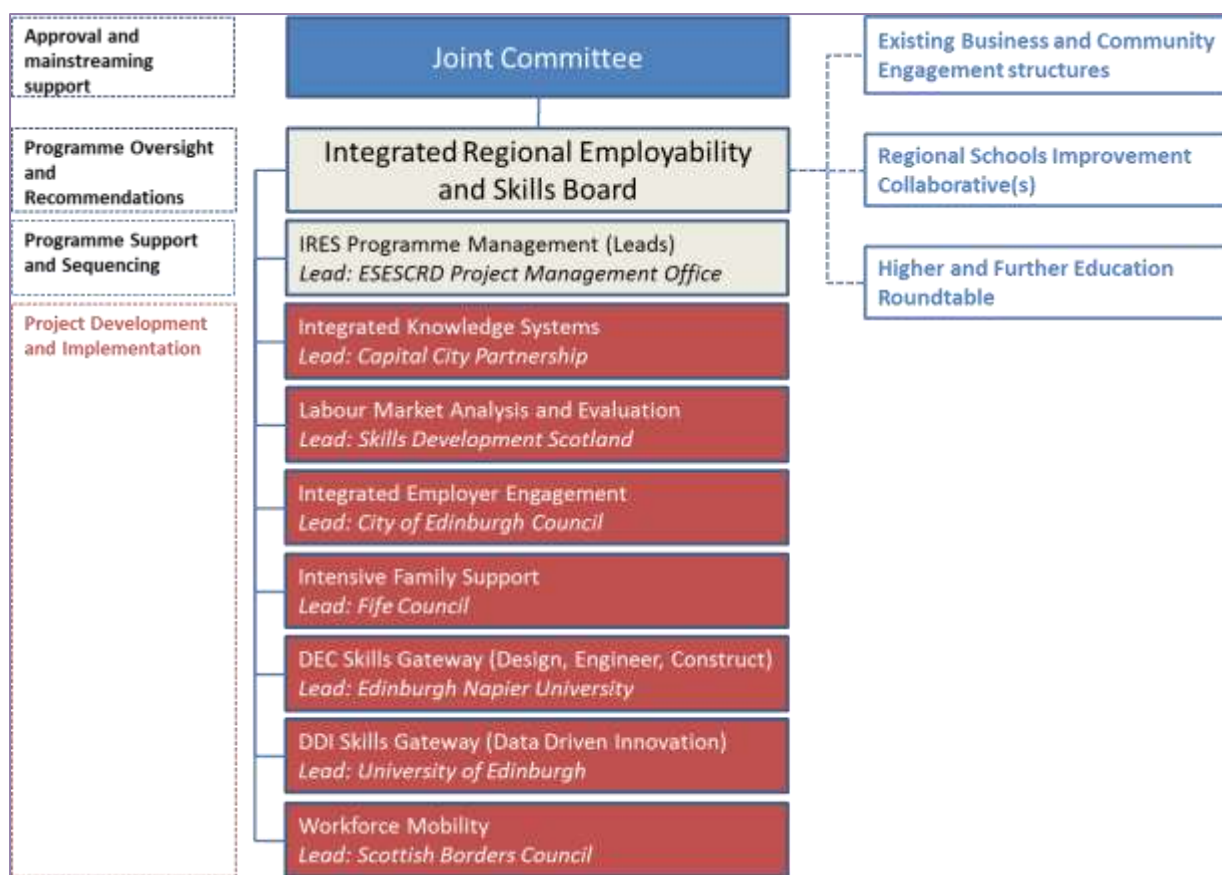 Approval and
mainstreaming
support
Joint Committee
Existing Business and Community
Engagement structures
Programme Oversight
and
Recommendations
Integrated Regional Employability
and Skills Board
Regional Schools Improvement
Collaborative(s)
Programme Support
and Sequencing
IRES Programme Management (Leads)
Lead: ESESCRD Project Management Office
Higher and Further Education
Roundtable
Project Development
and Implementation
Integrated Knowledge Systems
Lead: Capital City Partnership
Labour Market Analysis and Evaluation
Lead: Skills Development Scotland
Integrated Employer Engagement
Lead: City of Edinburgh Council
Intensive Family Support
Lead: Fife Council
DEC Skills Gateway (Design, Engineer, Construct)
Lead: Edinburgh Napier University
DDI Skills Gateway (Data Driven Innovation)
Lead: University of Edinburgh
Workforce Mobility
Lead: Scottish Borders Council